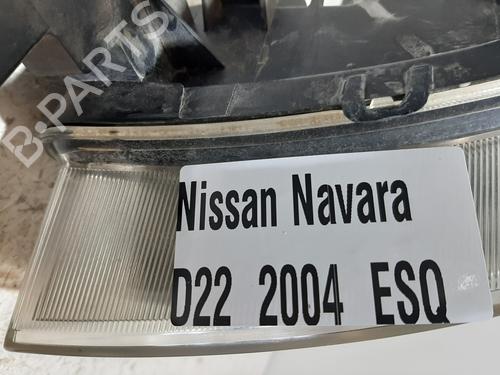 B-PARTS
Nissan Navara
D22 2004 ESQ